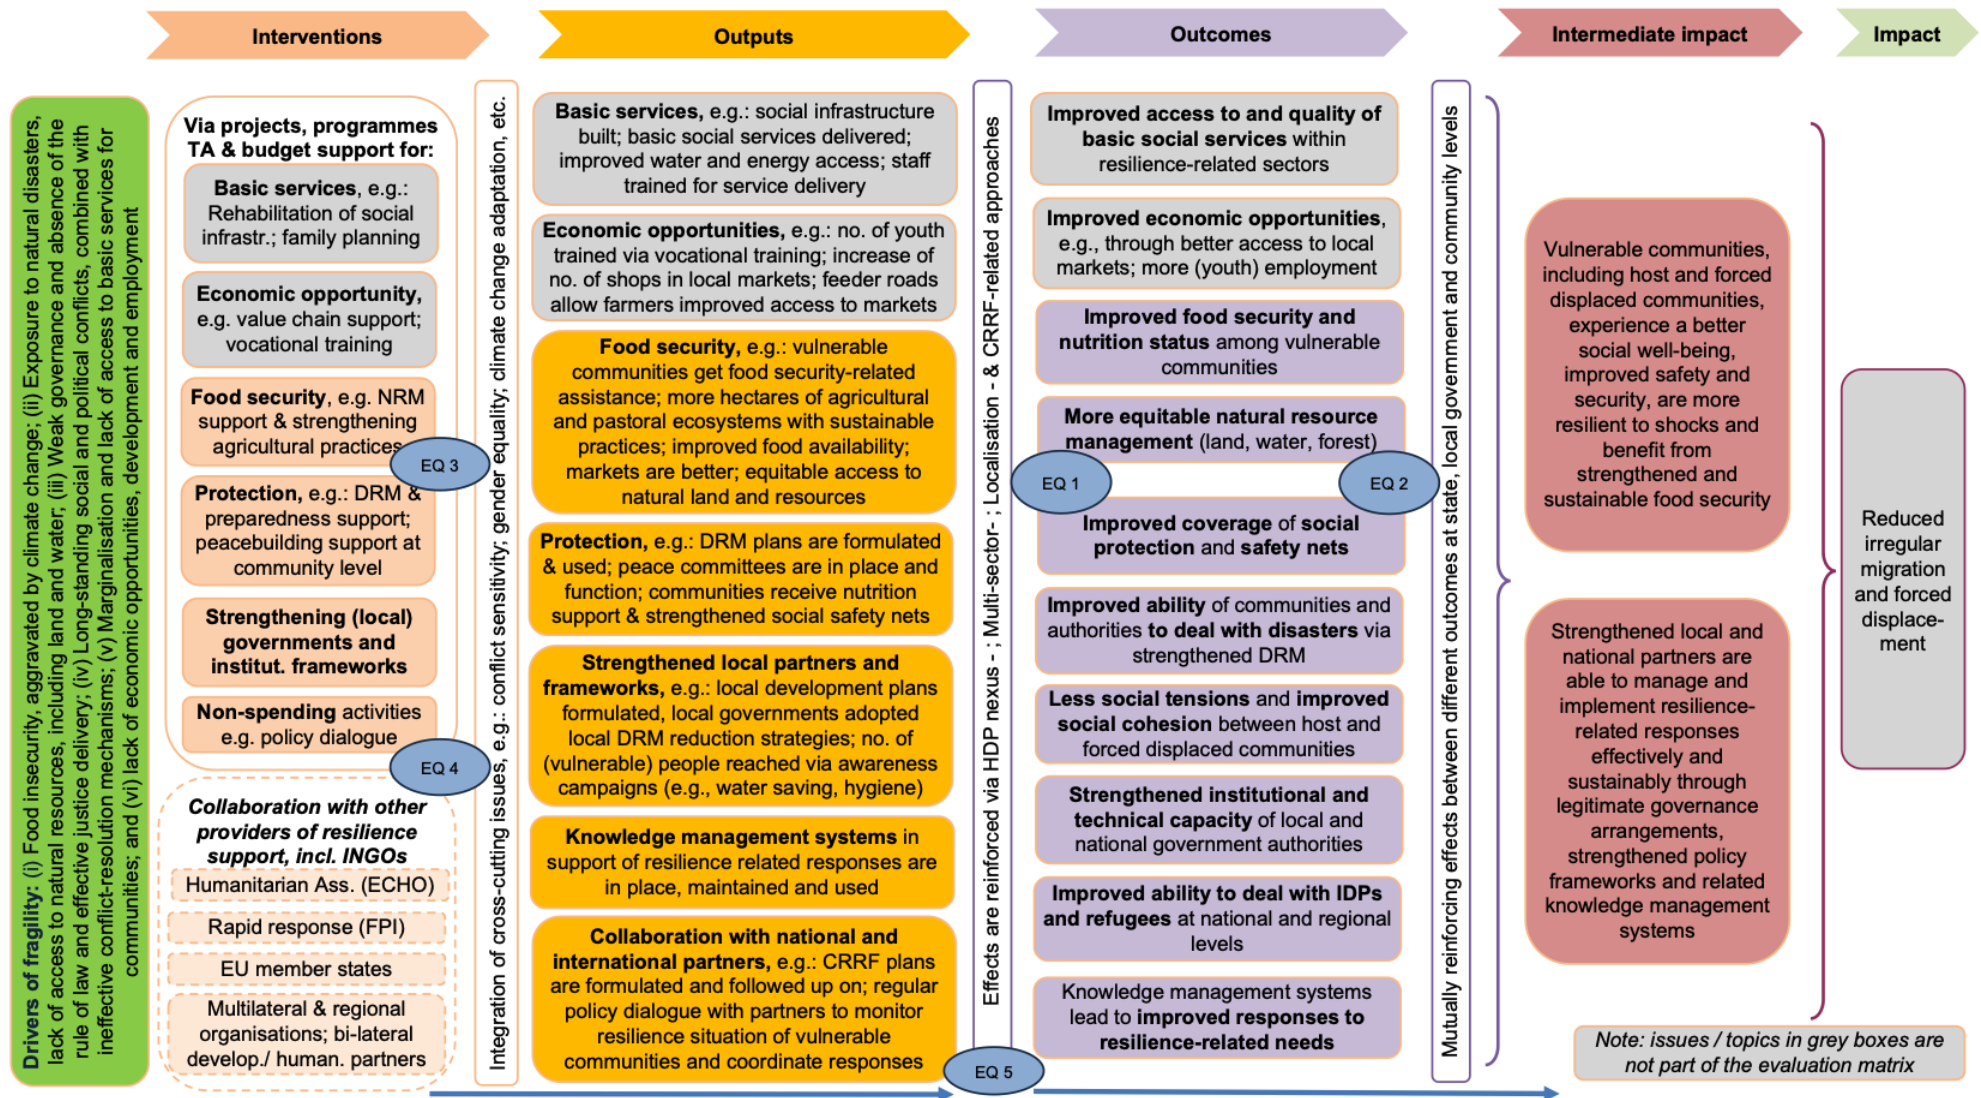 Interventions
Outputs
Outcomes
Intermediate impact
Impact
Drivers of fragility: (i) Food insecurity, aggravated by climate change; (ii) Exposure to natural disasters,
lack of access to natural resources, including land and water; (iii) Weak governance and absence of the
rule of law and effective justice delivery; (iv) Long-standing social and political conflicts, combined with
ineffective conflict-resolution mechanisms; (v) Marginalisation and lack of access to basic services for
communities; and (vi) lack of economic opportunities, development and employment
Via projects, programmes
TA & budget support for:
Basic services, e.g.:
Rehabilitation of social
infrastr.; family planning
Economic opportunity,
e.g. value chain support;
vocational training
Food security, e.g. NRM
support & strengthening
agricultural practices
EQ 3
Protection, e.g.: DRM &
preparedness support;
peacebuilding support at
community level
Strengthening (local)
governments and
institut. frameworks
Non-spending activities
e.g. policy dialogue
EQ 4
Collaboration with other
providers of resilience
support, incl. INGOs
Humanitarian Ass. (ECHO)
Rapid response (FPI)
EU member states
Multilateral & regional
organisations; bi-lateral
develop./ human. partners
Integration of cross-cutting issues, e.g.: conflict sensitivity; gender equality; climate change adaptation, etc.
Basic services, e.g.: social infrastructure
built; basic social services delivered;
improved water and energy access; staff
trained for service delivery
Economic opportunities, e.g.: no. of youth
trained via vocational training; increase of
no. of shops in local markets; feeder roads
allow farmers improved access to markets
Food security, e.g.: vulnerable
communities get food security-related
assistance; more hectares of agricultural
and pastoral ecosystems with sustainable
practices; improved food availability;
markets are better; equitable access to
natural land and resources
Protection, e.g.: DRM plans are formulated
& used; peace committees are in place and
function; communities receive nutrition
support & strengthened social safety nets
Strengthened local partners and
frameworks, e.g.: local development plans
formulated, local governments adopted
local DRM reduction strategies; no. of
(vulnerable) people reached via awareness
campaigns (e.g., water saving, hygiene)
Knowledge management systems in
support of resilience related responses are
in place, maintained and used
Collaboration with national and
international partners, e.g.: CRRF plans
are formulated and followed up on; regular
policy dialogue with partners to monitor
resilience situation of vulnerable
communities and coordinate responses
Effects are reinforced via HDP nexus - ; Multi-sector- ; Localisation - & CRRF-related approaches
EQ 5
Improved access to and quality of
basic social services within
resilience-related sectors
Improved economic opportunities,
e.g., through better access to local
markets; more (youth) employment
Improved food security and
nutrition status among vulnerable
communities
More equitable natural resource
management (land, water, forest)
EQ 1
EQ 2
Improved coverage of social
protection and safety nets
Improved ability of communities and
authorities to deal with disasters via
strengthened DRM
Less social tensions and improved
social cohesion between host and
forced displaced communities
Strengthened institutional and
technical capacity of local and
national government authorities
Improved ability to deal with IDPs
and refugees at national and regional
levels
Knowledge management systems
lead to improved responses to
resilience-related needs
Mutually reinforcing effects between different outcomes at state, local government and community levels
Vulnerable communities,
including host and forced
displaced communities,
experience a better
social well-being,
improved safety and
security, are more
resilient to shocks and
benefit from
strengthened and
sustainable food security
Strengthened local and
national partners are
able to manage and
implement resilience-
related responses
effectively and
sustainably through
legitimate governance
arrangements,
strengthened policy
frameworks and related
knowledge management
systems
Reduced
irregular
migration
and forced
displace-
ment
Note: issues / topics in grey boxes are
not part of the evaluation matrix